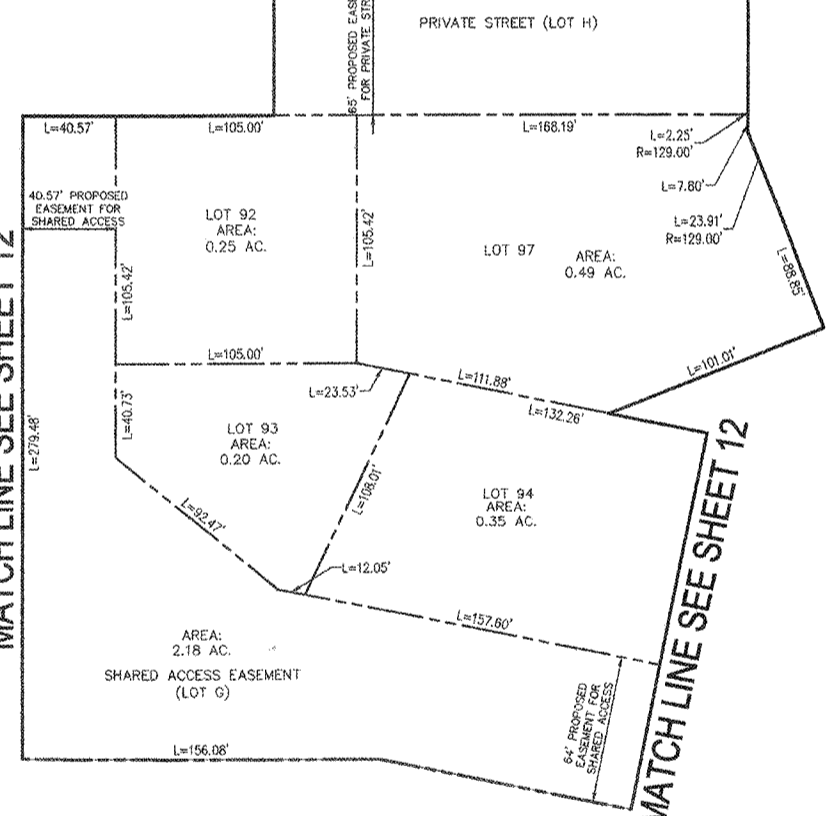 65' PROPOSED EASE
FOR PRIVATE STR
PRIVATE STREET (LOT H)
L=40.57'
L=105.00'
L=168.19'
L=2.25'
R=129.00'
L=7.80'
L=23.91'
R=129.00'
L=88.85'
L=101.01'
40.57' PROPOSED
EASEMENT FOR
SHARED ACCESS
LOT 92
AREA:
0.25 AC.
L=105.42'
L=105.42'
LOT 97
AREA:
0.49 AC.
L=105.00'
L=23.53'
L=111.88'
L=132.26'
L=40.73'
LOT 93
AREA:
0.20 AC.
L=108.01'
LOT 94
AREA:
0.35 AC.
L=279.48'
L=92.47'
L=12.05'
L=157.60'
AREA:
2.18 AC.
SHARED ACCESS EASEMENT
(LOT G)
L=156.08'
64' PROPOSED
EASEMENT FOR
SHARED ACCESS
MATCH LINE SEE SHEET 12
MATCH LINE SEE SHEET 12